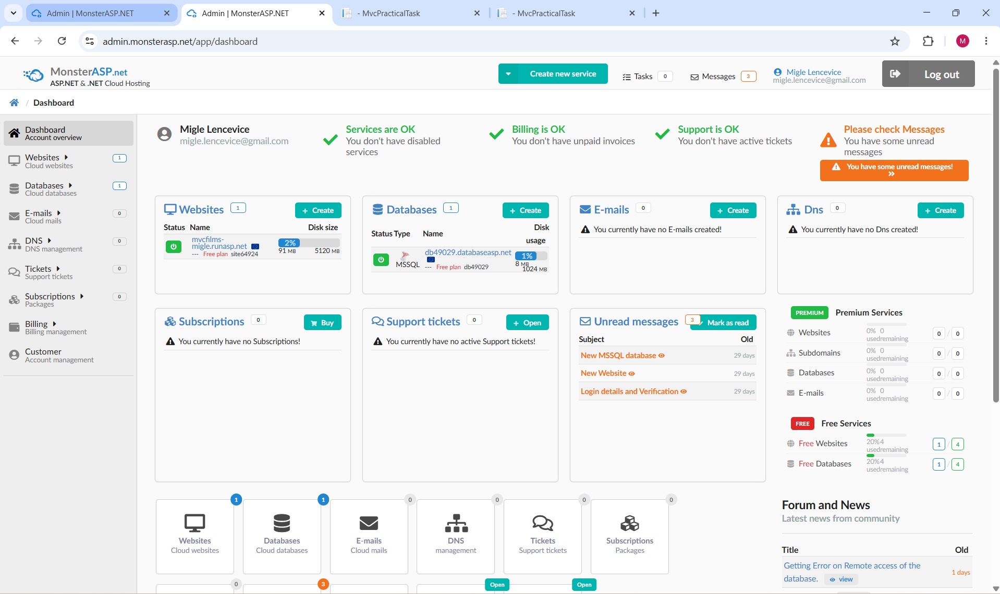 Admin | MonsterASP.NET
Admin | MonsterASP.NET
- MvcPracticalTask
- MvcPracticalTask
admin.monsterasp.net/app/dashboard
M
MonsterASP.net
ASP.NET & .NET Cloud Hosting
Create new service
Tasks 0
Messages 3
Migle Lencevice
migle.lencevice@gmail.com
Log out
/ Dashboard
Dashboard
Account overview
Websites 1
Cloud websites
Databases 1
Cloud databases
E-mails 0
Cloud mails
DNS 0
DNS management
Tickets 0
Support tickets
Subscriptions 0
Packages
Billing
Billing management
Customer
Account management
Migle Lencevice
migle.lencevice@gmail.com
Services are OK
You don't have disabled
services
Billing is OK
You don't have unpaid invoices
Support is OK
You don't have active tickets
Please check Messages
You have some unread
messages
You have some unread messages!
Websites 1 + Create
Status Name Disk size
mvcfilms-
migle.runasp.net 2%
--- Free plan site64924 91 MB 5120 MB
Databases 1 + Create
Status Type Name Disk
usage
MSSQL db49029.databaseasp.net 1%
--- Free plan db49029 8 MB
1024 MB
E-mails 0 + Create
You currently have no E-mails created!
Dns 0 + Create
You currently have no Dns created!
Subscriptions 0 Buy
You currently have no Subscriptions!
Support tickets 0 + Open
You currently have no active Support tickets!
Unread messages 3 Mark as read
Subject Old
New MSSQL database 29 days
New Website 29 days
Login details and Verification 29 days
PREMIUM Premium Services
Websites 0% 0 usedremaining 0 / 0
Subdomains 0% 0 usedremaining 0 / 0
Databases 0% 0 usedremaining 0 / 0
E-mails 0% 0 usedremaining 0 / 0
FREE Free Services
Free Websites 20%4 usedremaining 1 / 4
Free Databases 20%4 usedremaining 1 / 4
1
Websites
Cloud websites
1
Databases
Cloud databases
0
E-mails
Cloud mails
0
DNS
management
0
Tickets
Support tickets
0
Subscriptions
Packages
0
3
Open
Open
Forum and News
Latest news from community
Title Old
Getting Error on Remote access of the
database. view 1 days